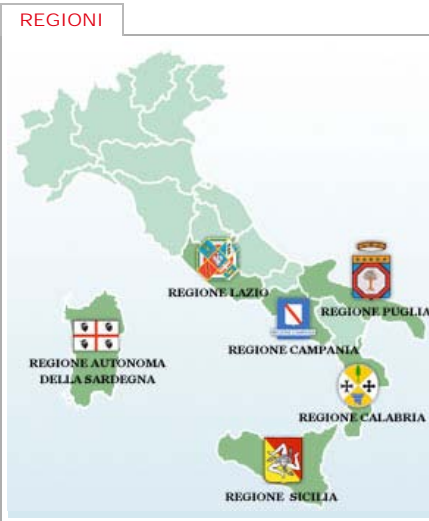 REGIONI
REGIONE LAZIO
REGIONE PUGLIA
REGIONE CAMPANIA
REGIONE AUTONOMA
DELLA SARDEGNA
REGIONE CALABRIA
REGIONE SICILIA